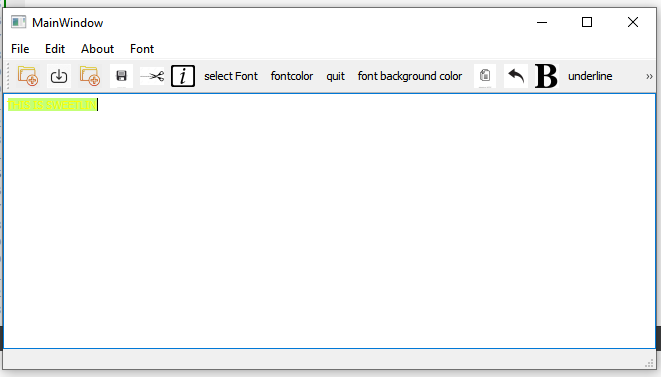 MainWindow
File Edit About Font
i select Font fontcolor quit font background color B underline »